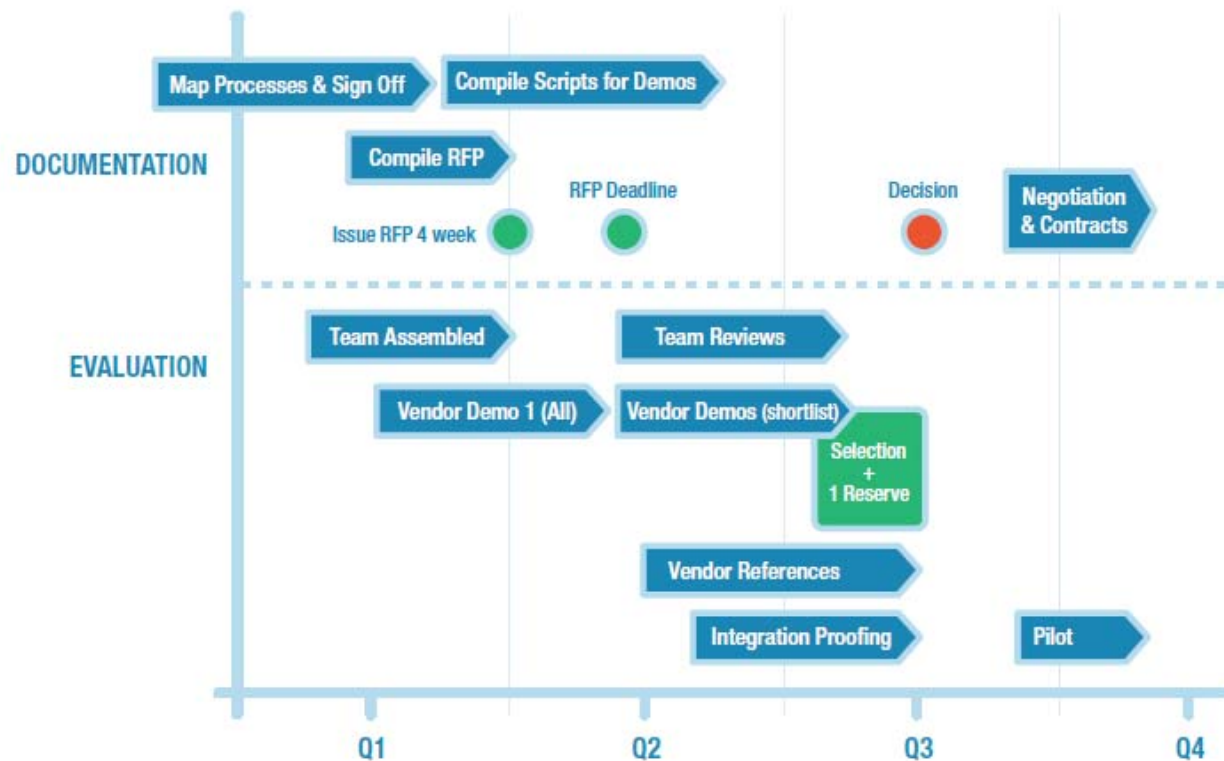 Map Processes & Sign Off
Compile Scripts for Demos
DOCUMENTATION
Compile RFP
RFP Deadline
Decision
Negotiation
& Contracts
Issue RFP 4 week
EVALUATION
Team Assembled
Team Reviews
Vendor Demo 1 (All)
Vendor Demos (shortlist)
Selection
+
1 Reserve
Vendor References
Integration Proofing
Pilot
Q1
Q2
Q3
Q4